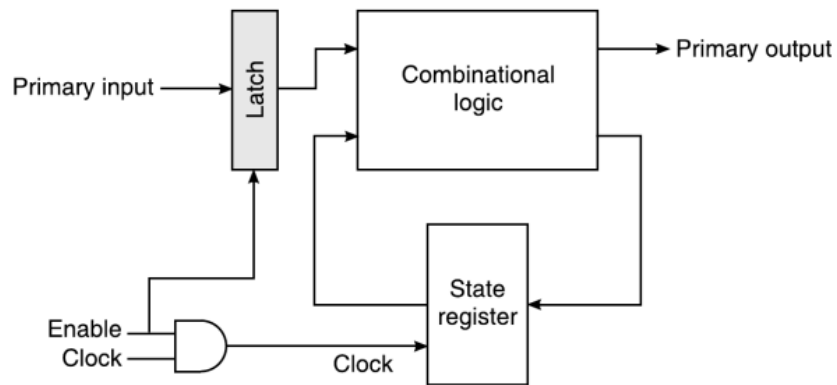 Primary input
Latch
Combinational
logic
Primary output
State
register
Enable
Clock
Clock